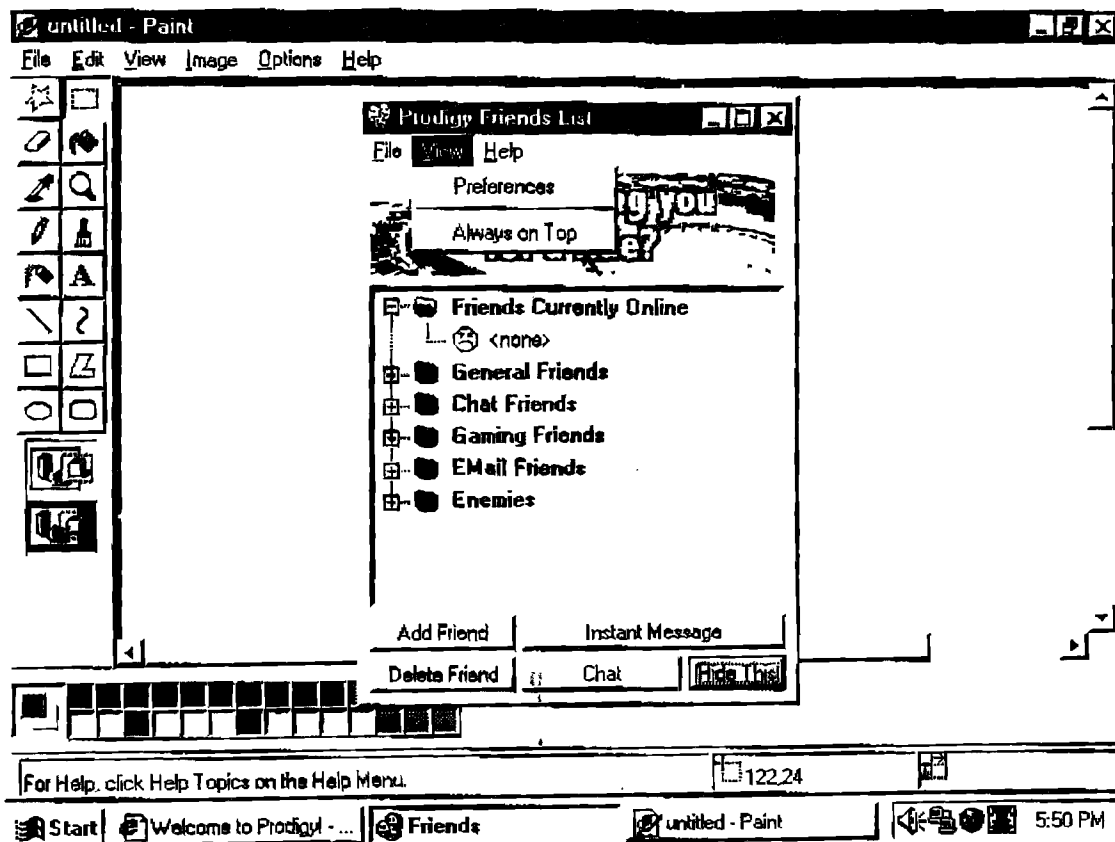 untitled - Paint
File Edit View Image Options Help
Prodigy Friends List
File View Help
Preferences
Always on Top
g, you
e?
Friends Currently Online
<none>
General Friends
Chat Friends
Gaming Friends
EMail Friends
Enemies
Add Friend Instant Message
Delete Friend Chat Hide This
For Help, click Help Topics on the Help Menu.
122,24
Start Welcome to Prodigy! - ... Friends untitled - Paint 5:50 PM